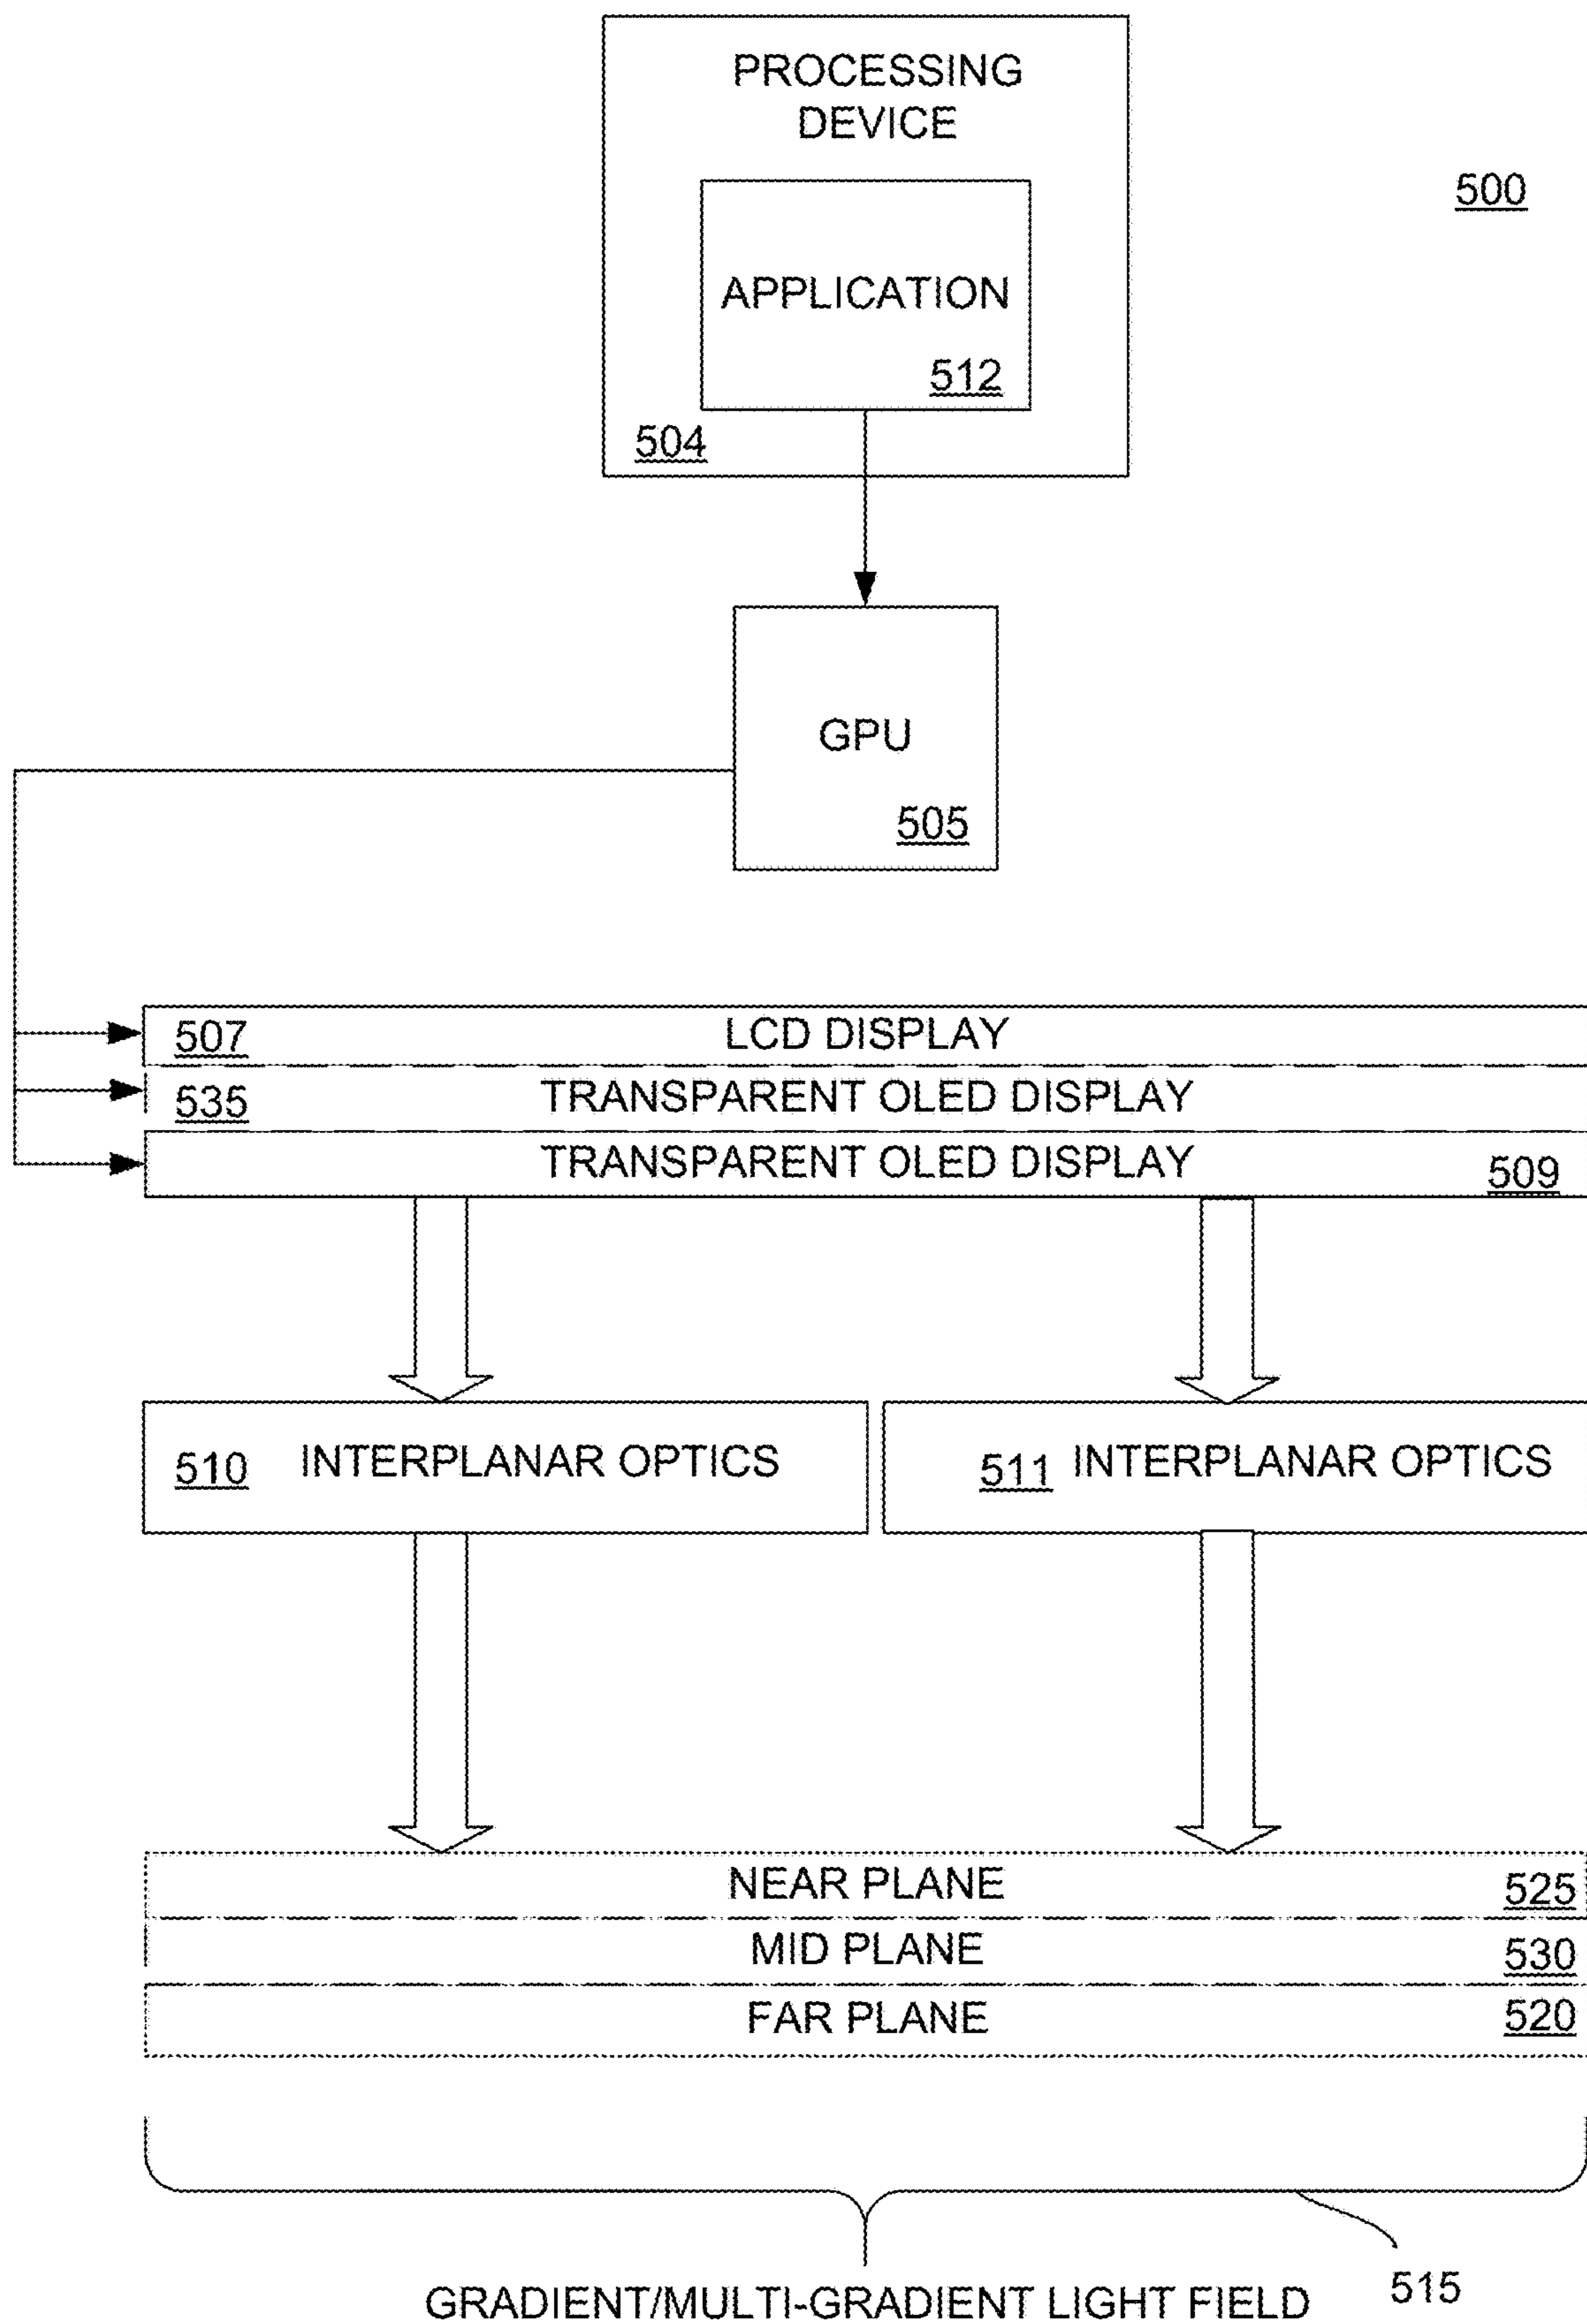 PROCESSING
DEVICE
500
APPLICATION
512
504
GPU
505
507 LCD DISPLAY
535 TRANSPARENT OLED DISPLAY
TRANSPARENT OLED DISPLAY 509
510 INTERPLANAR OPTICS
511 INTERPLANAR OPTICS
NEAR PLANE 525
MID PLANE 530
FAR PLANE 520
GRADIENT/MULTI-GRADIENT LIGHT FIELD 515